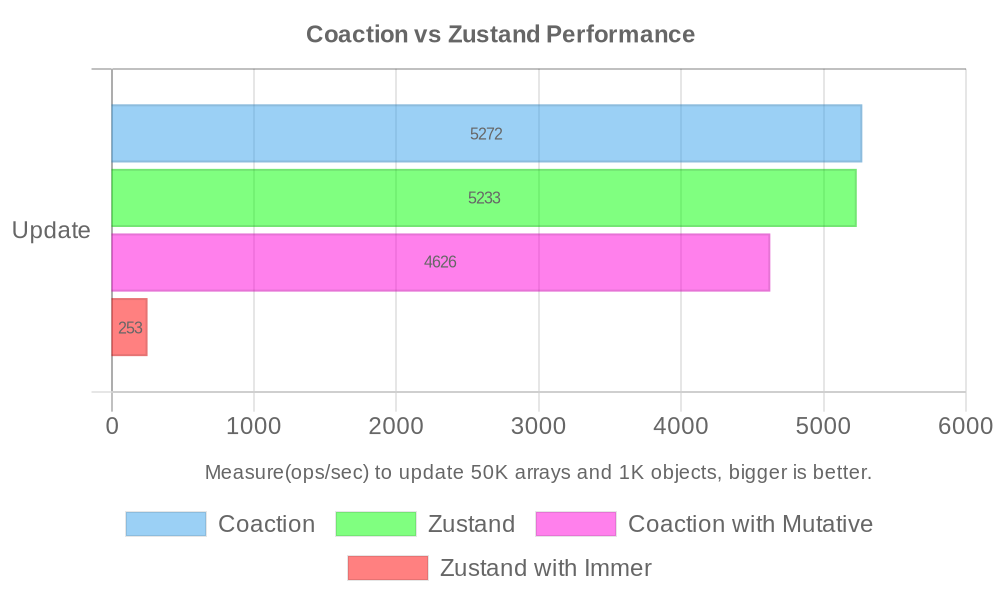 Coaction vs Zustand Performance
5272
5233
Update
4626
253
0 1000 2000 3000 4000 5000 6000
Measure(ops/sec) to update 50K arrays and 1K objects, bigger is better.
Coaction Zustand Coaction with Mutative
Zustand with Immer